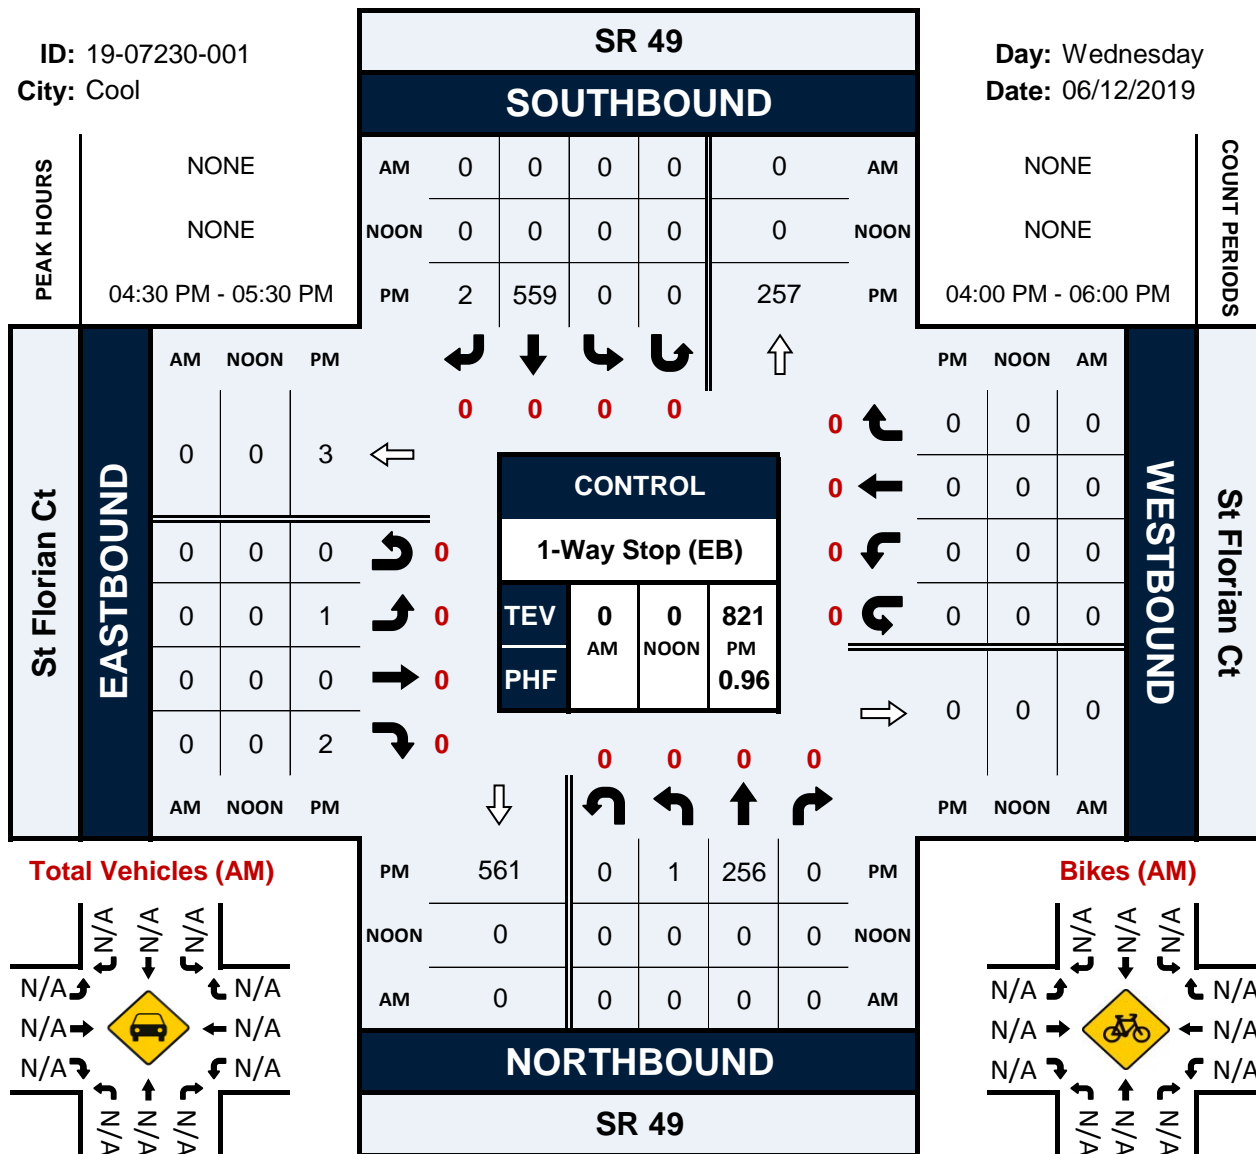 SR 49
ID: 19-07230-001
Day: Wednesday
City: Cool
Date: 06/12/2019
SOUTHBOUND
PEAK HOURS
NONE
AM 0 0 0 0 0 AM
NONE
COUNT PERIODS
NONE
NOON 0 0 0 0 0 NOON
NONE
04:30 PM - 05:30 PM
PM 2 559 0 0 257 PM
04:00 PM - 06:00 PM
St Florian Ct
EASTBOUND
AM NOON PM
PM NOON AM
WESTBOUND
St Florian Ct
0 0 0 0
0 0 0 0
0 0 3
CONTROL
0 0 0 0
1-Way Stop (EB)
0 0 0 0
0 0 0 0
TEV 0 0 821
0 0 1 0
0 0 0 0
AM NOON PM
PHF 0.96
0 0 0 0
0 0 0
0 0 2 0
0 0 0 0
AM NOON PM
PM NOON AM
Total Vehicles (AM)
PM 561 0 1 256 0 PM
Bikes (AM)
NOON 0 0 0 0 0 NOON
AM 0 0 0 0 0 AM
N/A N/A N/A
N/A N/A
N/A N/A
N/A N/A
N/A N/A N/A
N/A N/A N/A
N/A N/A
N/A N/A
N/A N/A
N/A N/A N/A
NORTHBOUND
SR 49